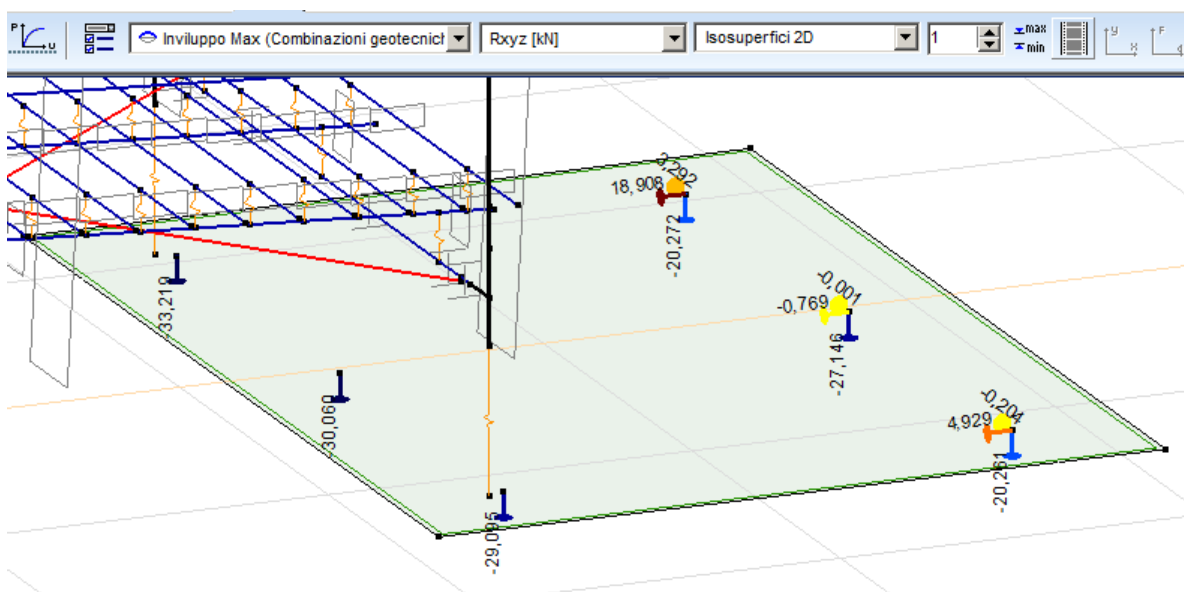 P
U
Inviluppo Max (Combinazioni geotecnich
Rxyz [kN]
Isosuperfici 2D
1
max
min
y
x
F
18,908
-20,272
-33,219
-0,001
-0,769
-27,146
-30,060
-0,204
4,929
-20,261
-29,095